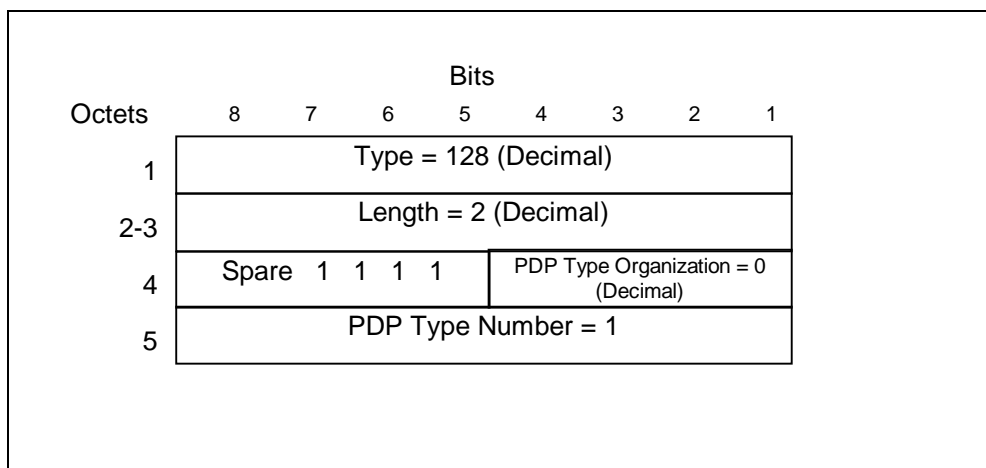 Bits
Octets 8 7 6 5 4 3 2 1
1 Type = 128 (Decimal)
2-3 Length = 2 (Decimal)
4 Spare 1 1 1 1 PDP Type Organization = 0
(Decimal)
5 PDP Type Number = 1